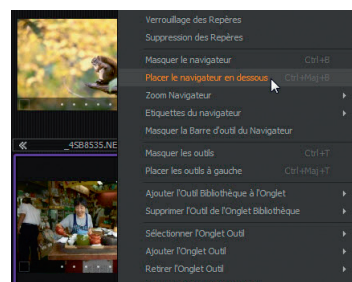 Verrouillage des Repères
Suppression des Repères
Masquer le navigateur Ctrl+B
Placer le navigateur en dessous Ctrl+Maj+B
Zoom Navigateur
Etiquettes du navigateur
Masquer la Barre d'outil du Navigateur
_4SB8535.NE
Masquer les outils Ctrl+T
Placer les outils à gauche Ctrl+Maj+T
Ajouter l'Outil Bibliothèque à l'Onglet
Supprimer l'Outil de l'Onglet Bibliothèque
Sélectionner l'Onglet Outil
Ajouter l'Onglet Outil
Retirer l'Onglet Outil